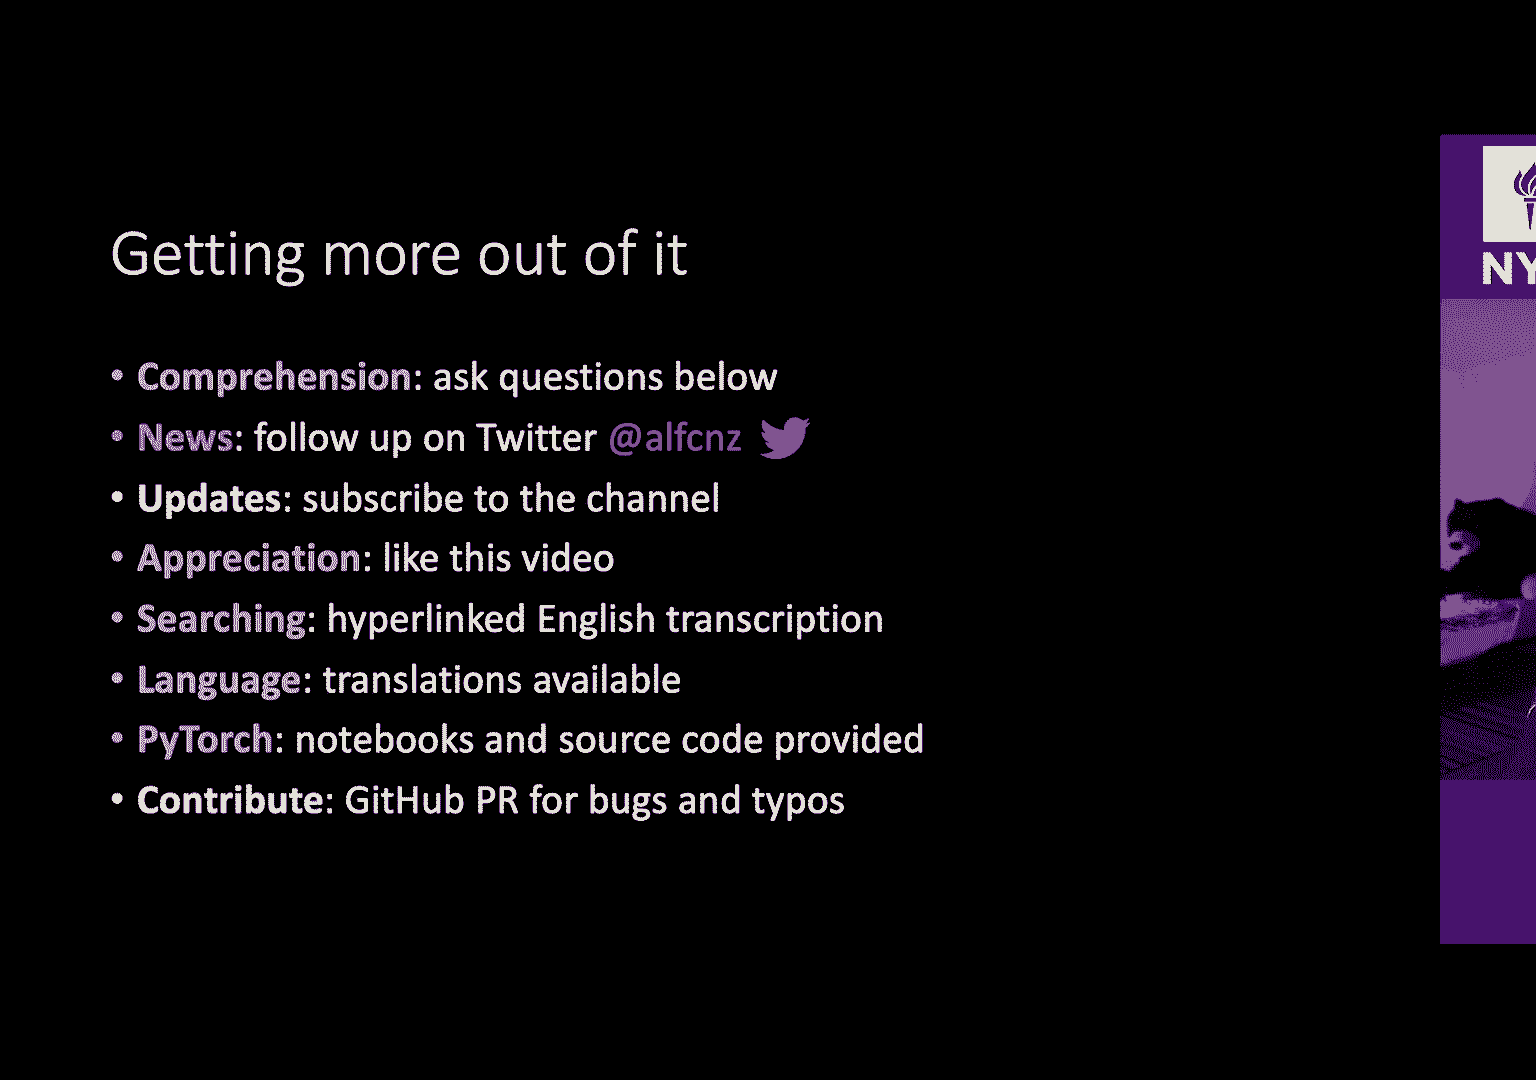 Getting more out of it
• Comprehension: ask questions below
• News: follow up on Twitter @alfcnz
• Updates: subscribe to the channel
• Appreciation: like this video
• Searching: hyperlinked English transcription
• Language: translations available
• PyTorch: notebooks and source code provided
• Contribute: GitHub PR for bugs and typos
NY